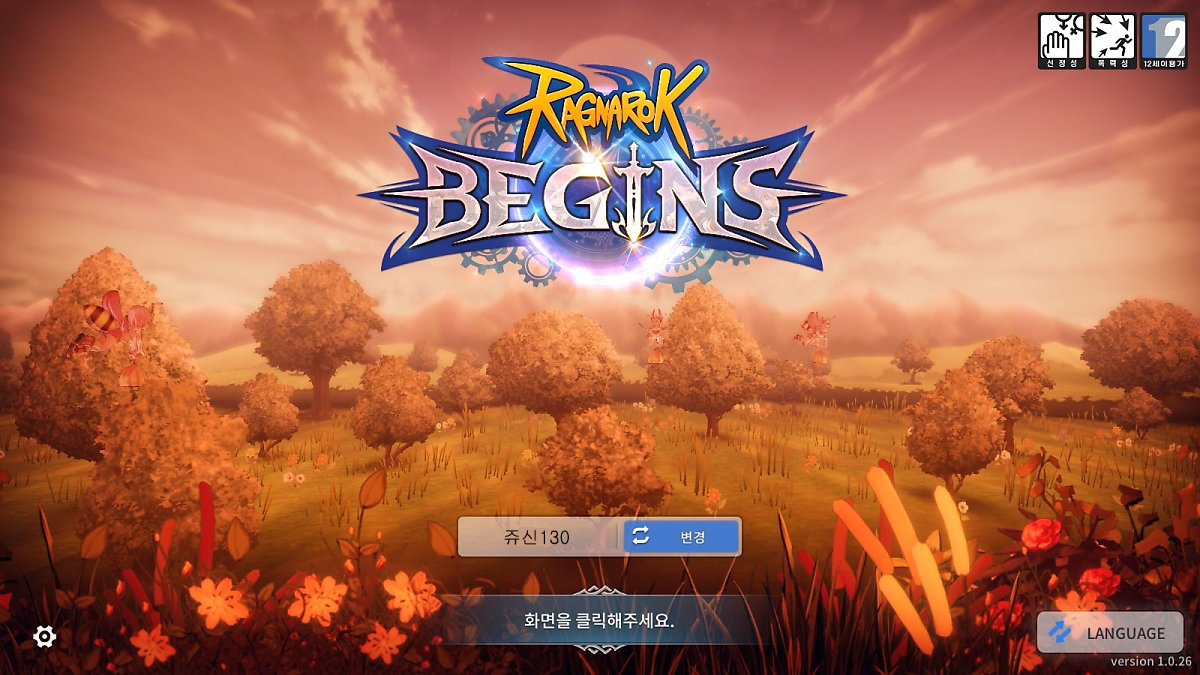 선정성
폭력성
12
12세이용가
RAGNAROK
BEGINS
쥬신130
변경
화면을 클릭해주세요.
LANGUAGE
version 1.0.26